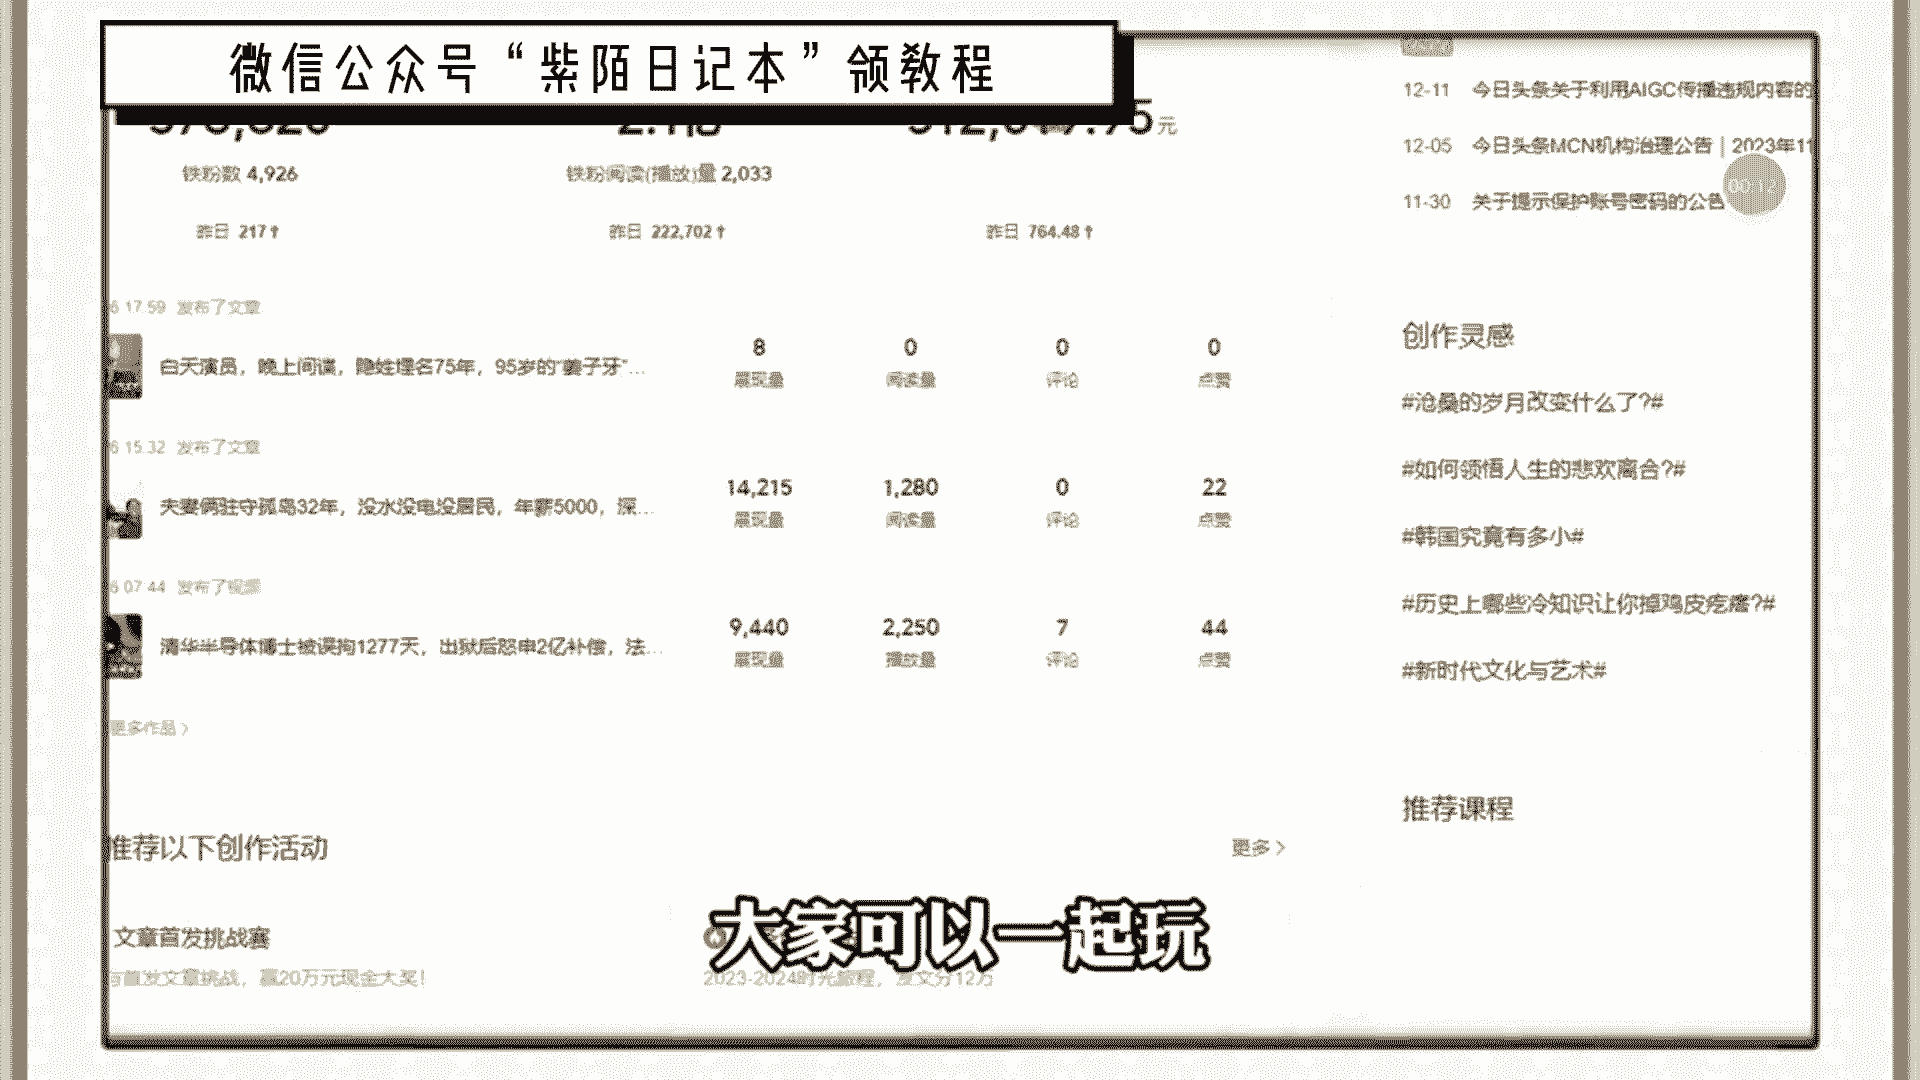 微信公众号“紫陌日记本”领教程
元
铁粉数 4,926
铁粉阅读(播放)量 2,033
昨日 217↑
昨日 222,702↑
昨日 764.48↑
12-11 今日头条关于利用AIGC传播违规内容的
12-05 今日头条MCN机构治理公告 | 2023年11
11-30 关于提示保护账号密码的公告
00:12
6 17:59 发布了文章
白天演员，晚上间谍，隐姓埋名75年，95岁的“姜子牙”...
8 0 0 0
展现量 阅读量 评论 点赞
6 15:32 发布了文章
夫妻俩驻守孤岛32年，没水没电没居民，年薪5000，深...
14,215 1,280 0 22
展现量 阅读量 评论 点赞
6 07:44 发布了视频
清华半导体博士被误拘1277天，出狱后怒申2亿补偿，法...
9,440 2,250 7 44
展现量 播放量 评论 点赞
更多作品 >
创作灵感
#沧桑的岁月改变什么了?#
#如何领悟人生的悲欢离合?#
#韩国究竟有多小#
#历史上哪些冷知识让你掉鸡皮疙瘩?#
#新时代文化与艺术#
推荐课程
推荐以下创作活动
更多 >
文章首发挑战赛
首发文章挑战，赢20万元现金大奖!
2023-2024时光旅程，发文分12万
大家可以一起玩